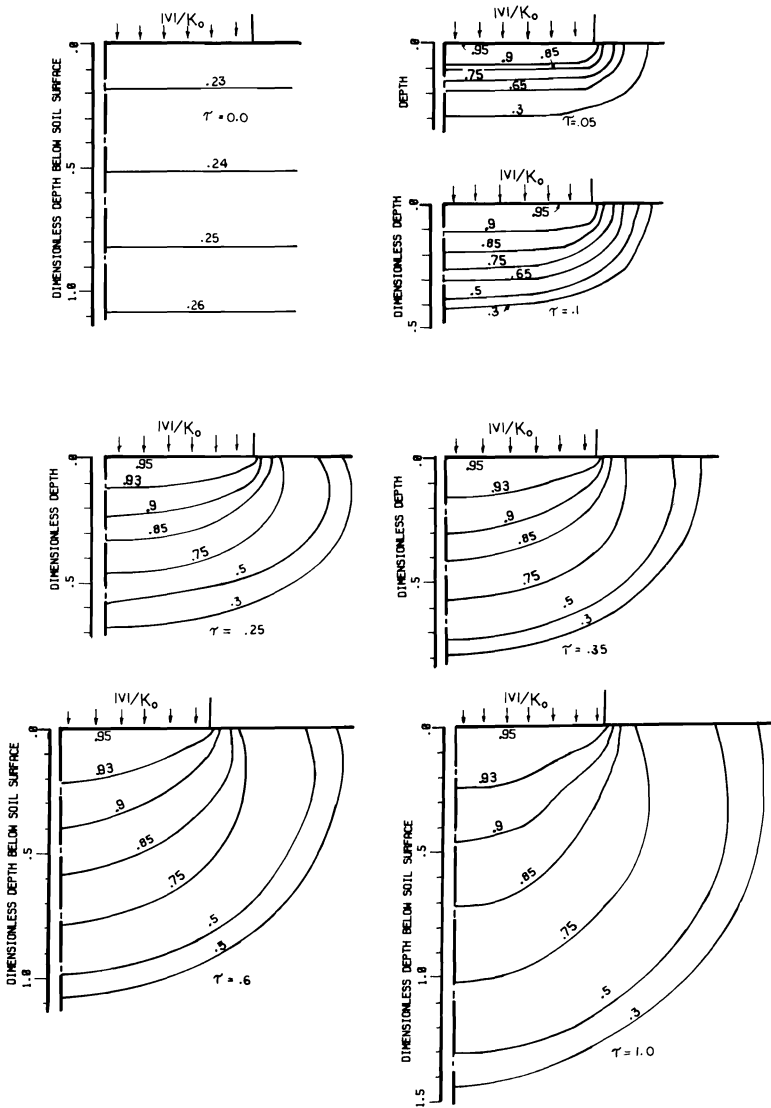 |V|/K₀
.0
.23
τ = 0.0
.5
.24
.25
1.0
.26
DIMENSIONLESS DEPTH BELOW SOIL SURFACE
|V|/K₀
.0
.95
.9
.85
.75
.65
.3
τ=.05
DEPTH
|V|/K₀
.0
.95
.9
.85
.75
.65
.5
.3
τ = .1
.5
DIMENSIONLESS DEPTH
|V|/K₀
.0
.95
.93
.9
.85
.75
.5
.5
.3
τ = .25
DIMENSIONLESS DEPTH
|V|/K₀
.0
.95
.93
.9
.85
.5
.75
.5
.3
τ = .35
DIMENSIONLESS DEPTH
|V|/K₀
.0
.95
.93
.9
.85
.5
.75
.5
.5
1.0
τ = .6
DIMENSIONLESS DEPTH BELOW SOIL SURFACE
|V|/K₀
.0
.95
.93
.9
.5
.85
.75
1.0
.5
.3
τ = 1.0
1.5
DIMENSIONLESS DEPTH BELOW SOIL SURFACE